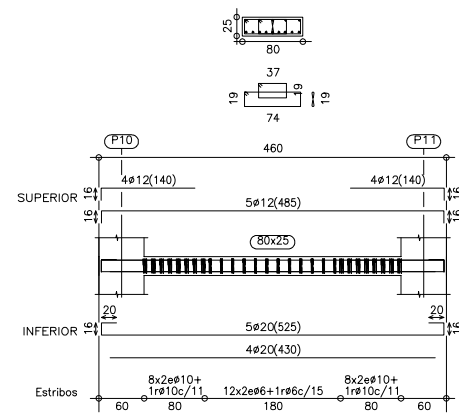 25
80
37
19
19
19
74
P10
P11
460
4ø12(140)
4ø12(140)
SUPERIOR
16
16
5ø12(485)
16
16
80x25
20
20
INFERIOR
16
5ø20(525)
16
4ø20(430)
8x2eø10+
1rø10c/11
12x2eø6+1rø6c/15
8x2eø10+
1rø10c/11
Estribos
60
80
180
80
60